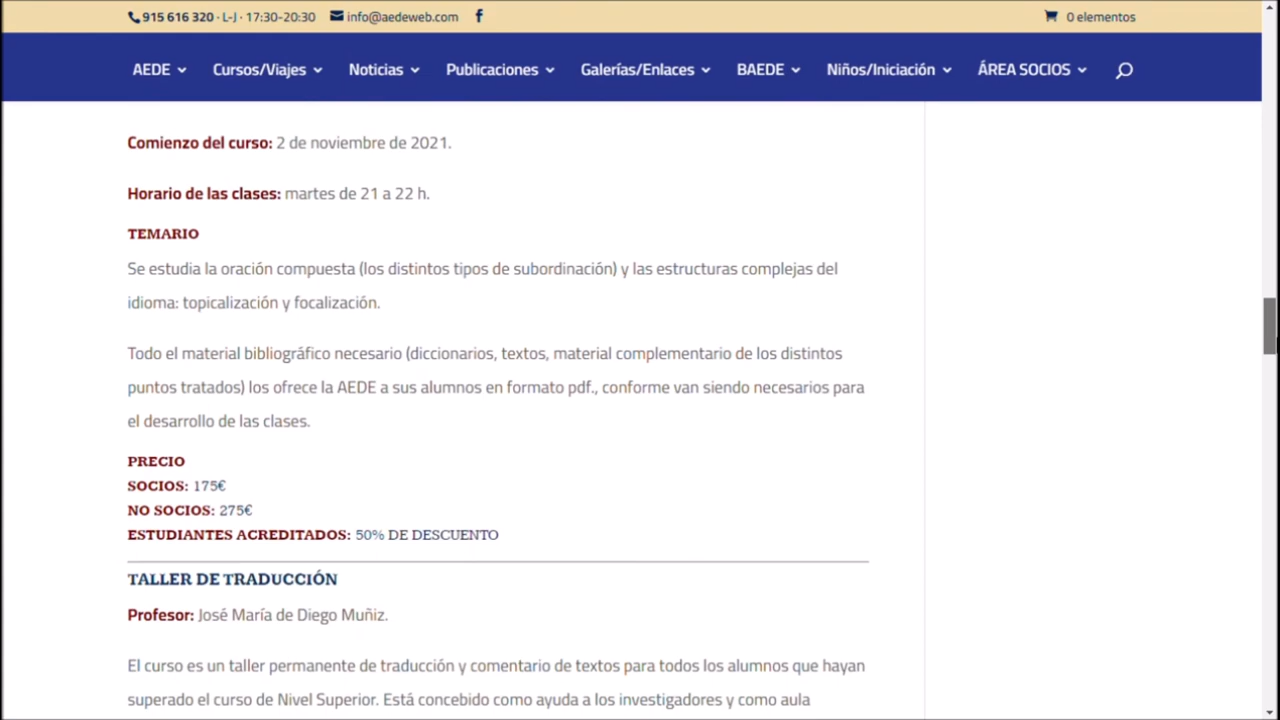 915 616 320 · L-J · 17:30-20:30 info@aedeweb.com 0 elementos
AEDE Cursos/Viajes Noticias Publicaciones Galerías/Enlaces BAEDE Niños/Iniciación ÁREA SOCIOS
Comienzo del curso: 2 de noviembre de 2021.
Horario de las clases: martes de 21 a 22 h.
TEMARIO
Se estudia la oración compuesta (los distintos tipos de subordinación) y las estructuras complejas del
idioma: topicalización y focalización.
Todo el material bibliográfico necesario (diccionarios, textos, material complementario de los distintos
puntos tratados) los ofrece la AEDE a sus alumnos en formato pdf., conforme van siendo necesarios para
el desarrollo de las clases.
PRECIO
SOCIOS: 175€
NO SOCIOS: 275€
ESTUDIANTES ACREDITADOS: 50% DE DESCUENTO
TALLER DE TRADUCCIÓN
Profesor: José María de Diego Muñiz.
El curso es un taller permanente de traducción y comentario de textos para todos los alumnos que hayan
superado el curso de Nivel Superior. Está concebido como ayuda a los investigadores y como aula